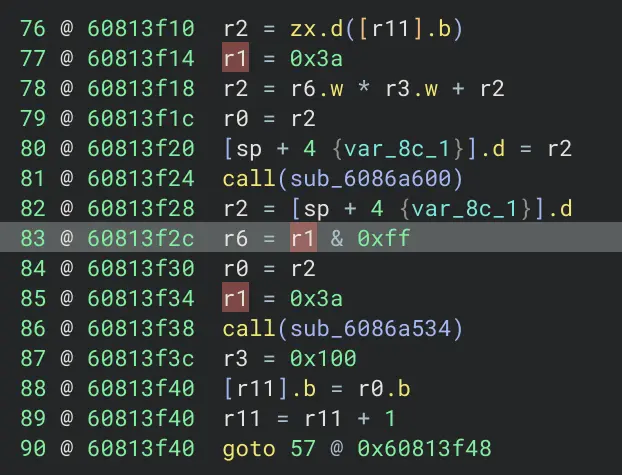 76 @ 60813f10 r2 = zx.d([r11].b)
77 @ 60813f14 r1 = 0x3a
78 @ 60813f18 r2 = r6.w * r3.w + r2
79 @ 60813f1c r0 = r2
80 @ 60813f20 [sp + 4 {var_8c_1}].d = r2
81 @ 60813f24 call(sub_6086a600)
82 @ 60813f28 r2 = [sp + 4 {var_8c_1}].d
83 @ 60813f2c r6 = r1 & 0xff
84 @ 60813f30 r0 = r2
85 @ 60813f34 r1 = 0x3a
86 @ 60813f38 call(sub_6086a534)
87 @ 60813f3c r3 = 0x100
88 @ 60813f40 [r11].b = r0.b
89 @ 60813f40 r11 = r11 + 1
90 @ 60813f40 goto 57 @ 0x60813f48